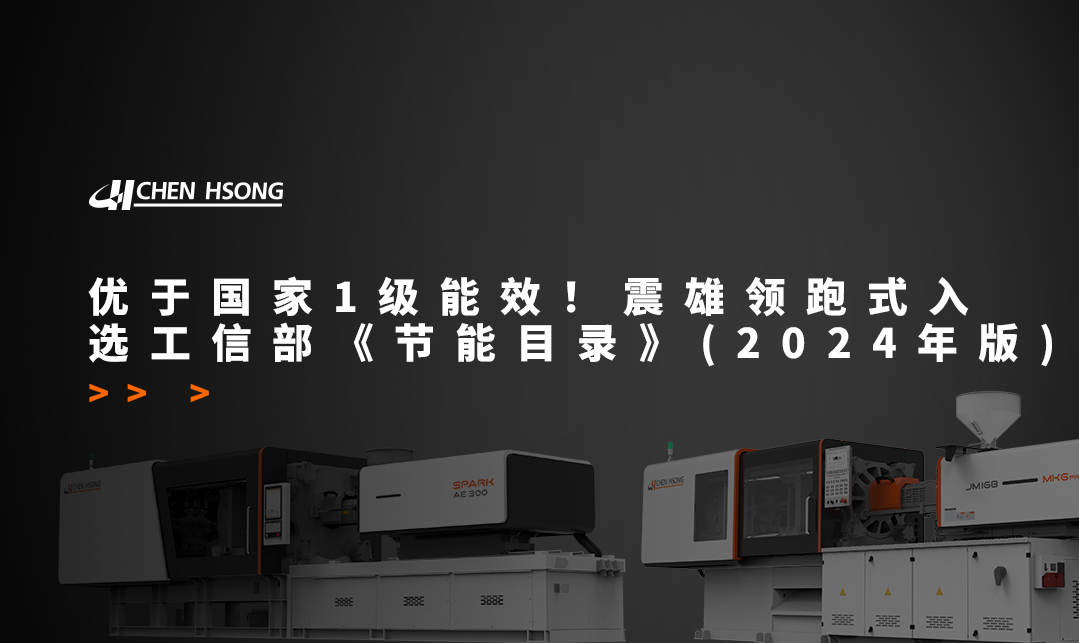 CHEN HSONG
优于国家1级能效！震雄领跑式入
选工信部《节能目录》(2024年版)
>> >
CHEN HSONG
SPARK
AE300
CHEN HSONG
JM168
MK6